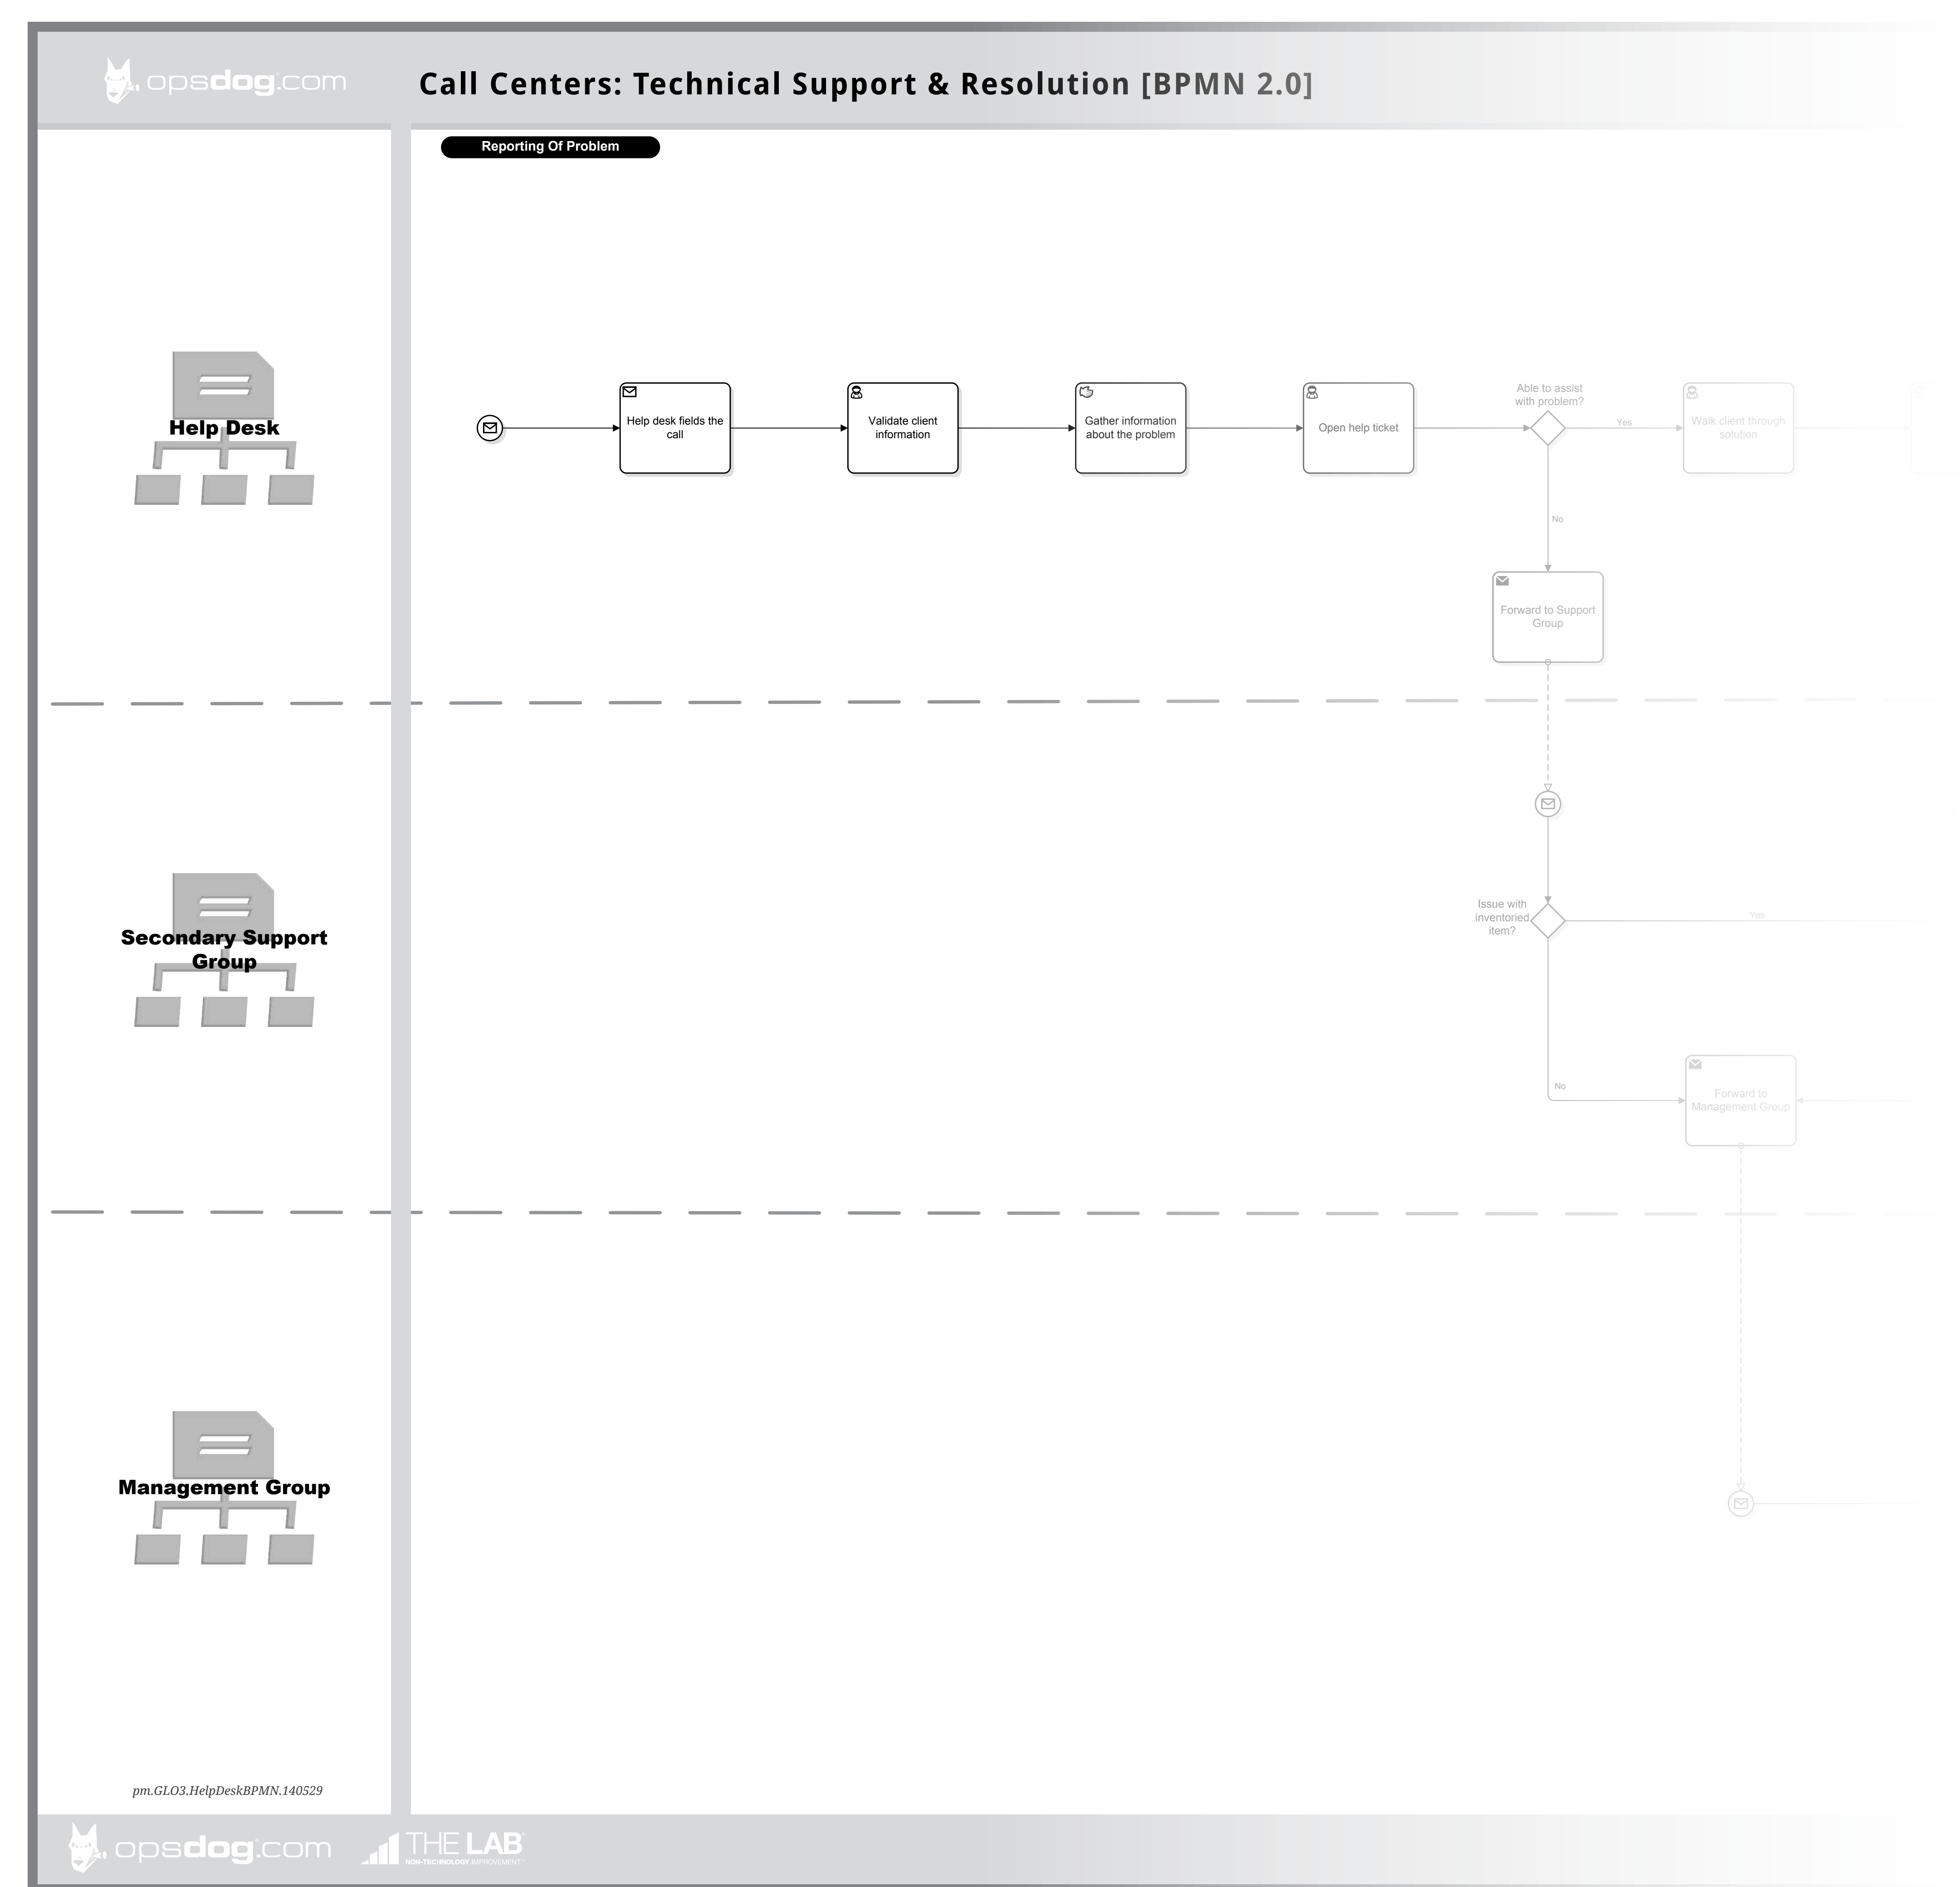 opsdog.com
Call Centers: Technical Support & Resolution [BPMN 2.0]
Reporting Of Problem
Help Desk
Help desk fields the
call
Validate client
information
Gather information
about the problem
Open help ticket
Able to assist
with problem?
Yes
Walk client through
solution
No
Forward to Support
Group
Secondary Support
Group
Issue with
inventoried
item?
Yes
No
Forward to
Management Group
Management Group
pm.GLO3.HelpDeskBPMN.140529
opsdog.com
THE LAB
NON-TECHNOLOGY IMPROVEMENT